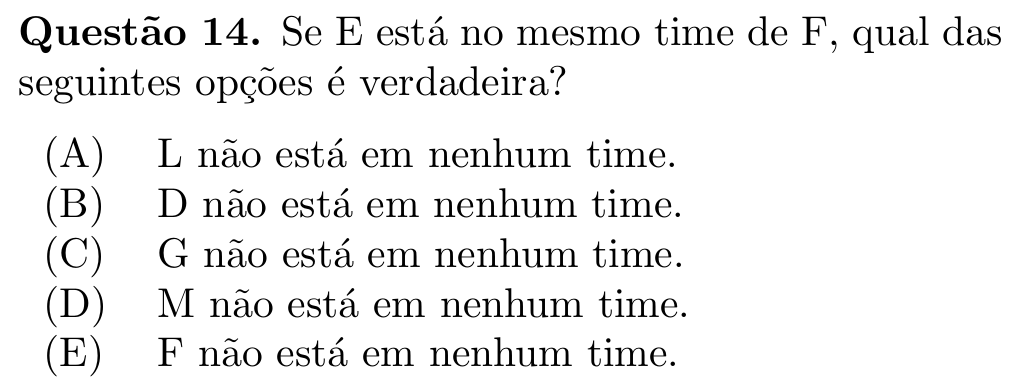 Questão 14. Se E está no mesmo time de F, qual das
seguintes opções é verdadeira?
(A) L não está em nenhum time.
(B) D não está em nenhum time.
(C) G não está em nenhum time.
(D) M não está em nenhum time.
(E) F não está em nenhum time.